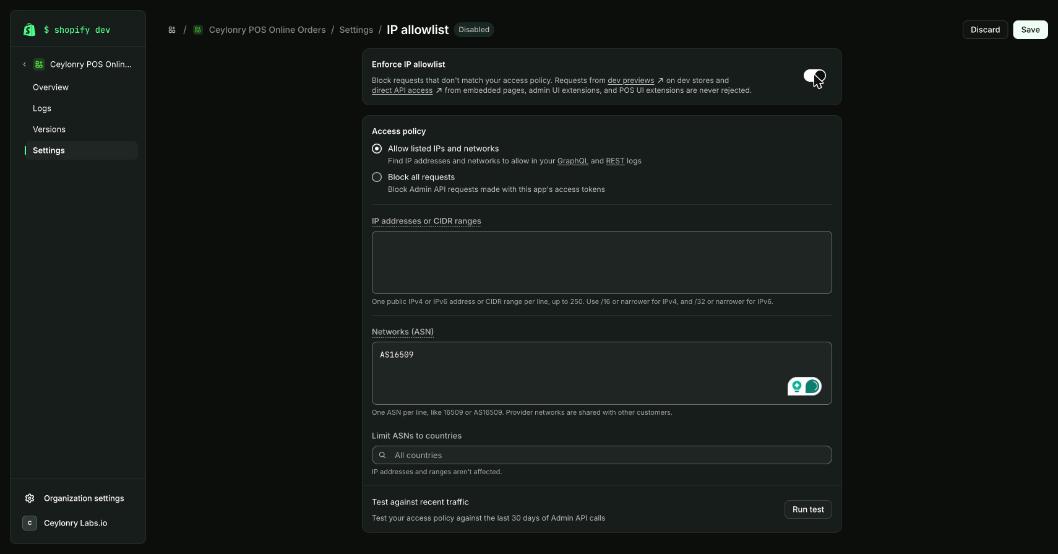 $ shopify dev
Ceylonry POS Onlin...
Overview
Logs
Versions
Settings
Organization settings
C
Ceylonry Labs.io
/ Ceylonry POS Online Orders / Settings / IP allowlist Disabled
Discard
Save
Enforce IP allowlist
Block requests that don't match your access policy. Requests from dev previews ↗ on dev stores and
direct API access ↗ from embedded pages, admin UI extensions, and POS UI extensions are never rejected.
Access policy
Allow listed IPs and networks
Find IP addresses and networks to allow in your GraphQL and REST logs
Block all requests
Block Admin API requests made with this app's access tokens
IP addresses or CIDR ranges
One public IPv4 or IPv6 address or CIDR range per line, up to 250. Use /16 or narrower for IPv4, and /32 or narrower for IPv6.
Networks (ASN)
AS16509
One ASN per line, like 16509 or AS16509. Provider networks are shared with other customers.
Limit ASNs to countries
All countries
IP addresses and ranges aren't affected.
Test against recent traffic
Test your access policy against the last 30 days of Admin API calls
Run test